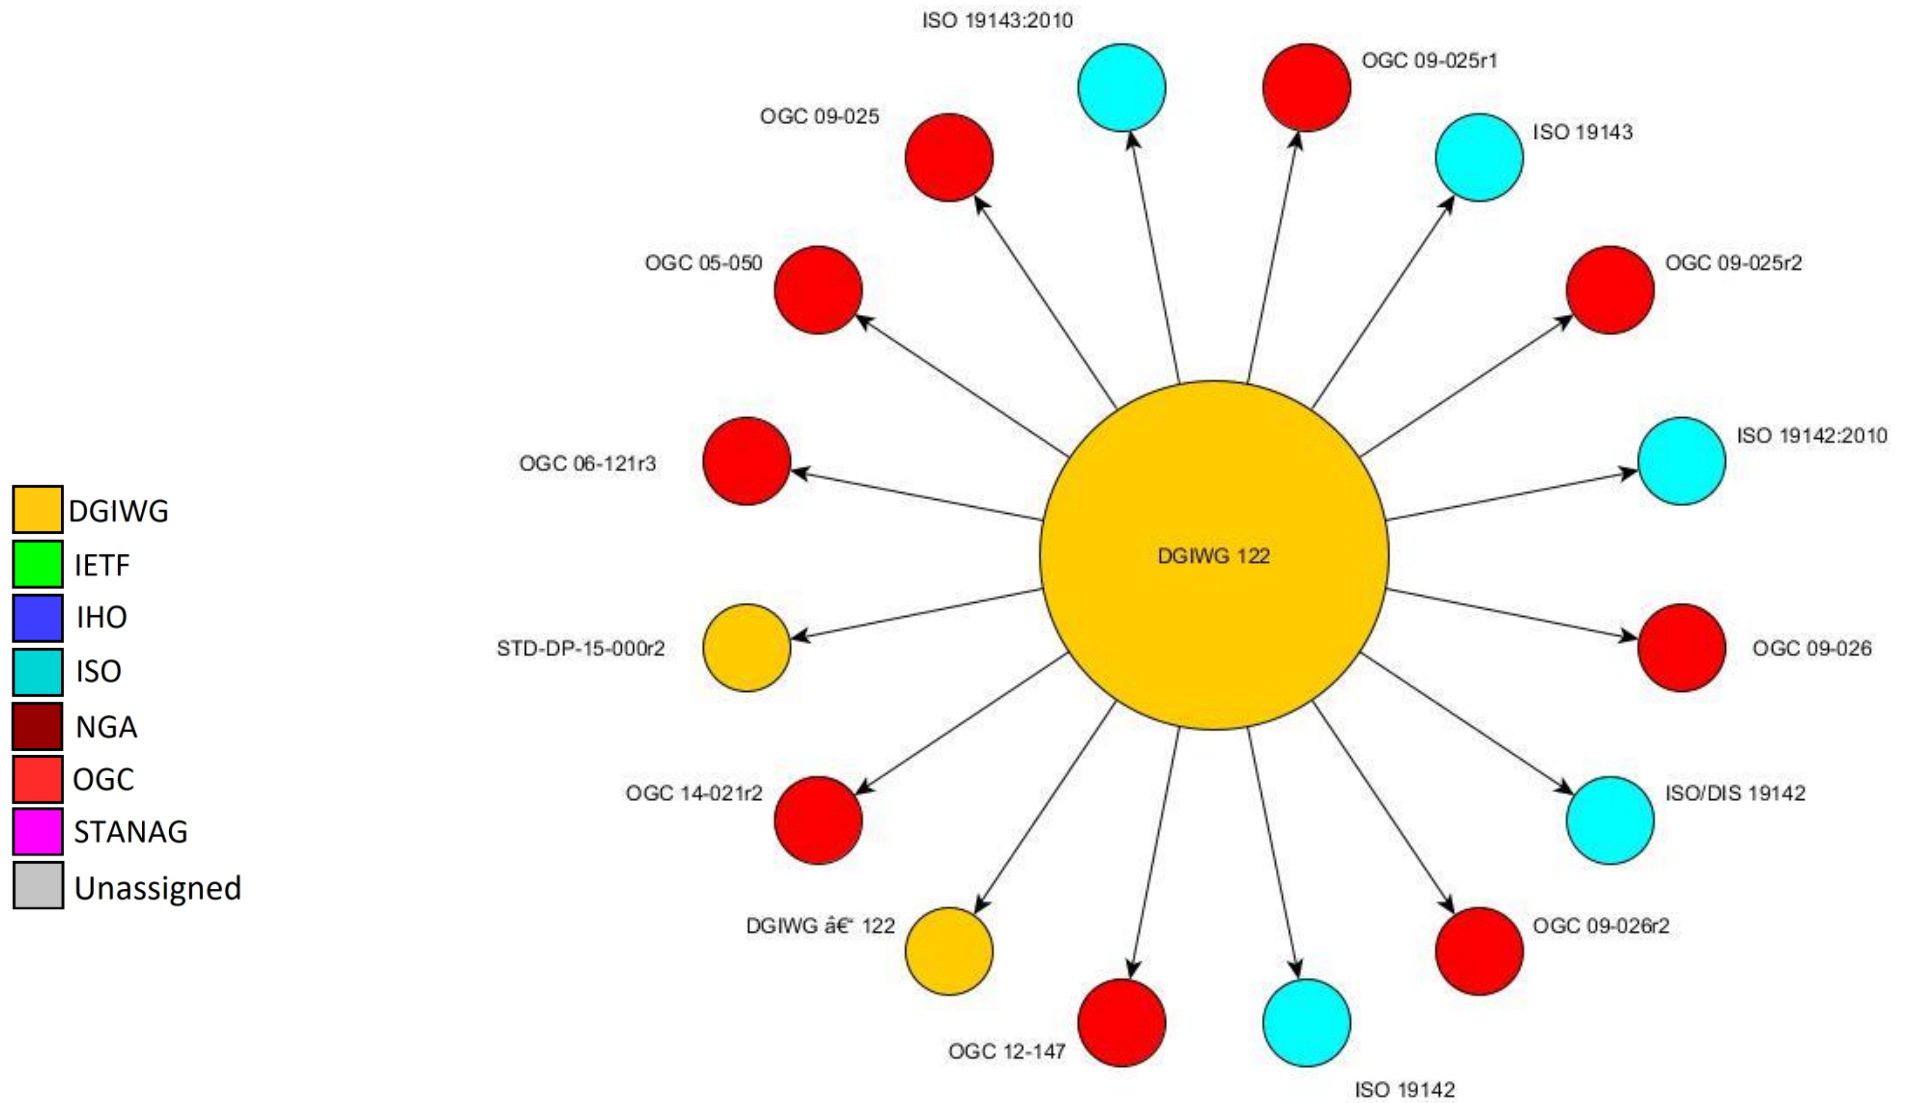 ISO 19143:2010
OGC 09-025r1
OGC 09-025
ISO 19143
OGC 05-050
OGC 09-025r2
OGC 06-121r3
ISO 19142:2010
DGIWG 122
STD-DP-15-000r2
OGC 09-026
OGC 14-021r2
ISO/DIS 19142
DGIWG â€“ 122
OGC 09-026r2
OGC 12-147
ISO 19142
DGIWG
IETF
IHO
ISO
NGA
OGC
STANAG
Unassigned